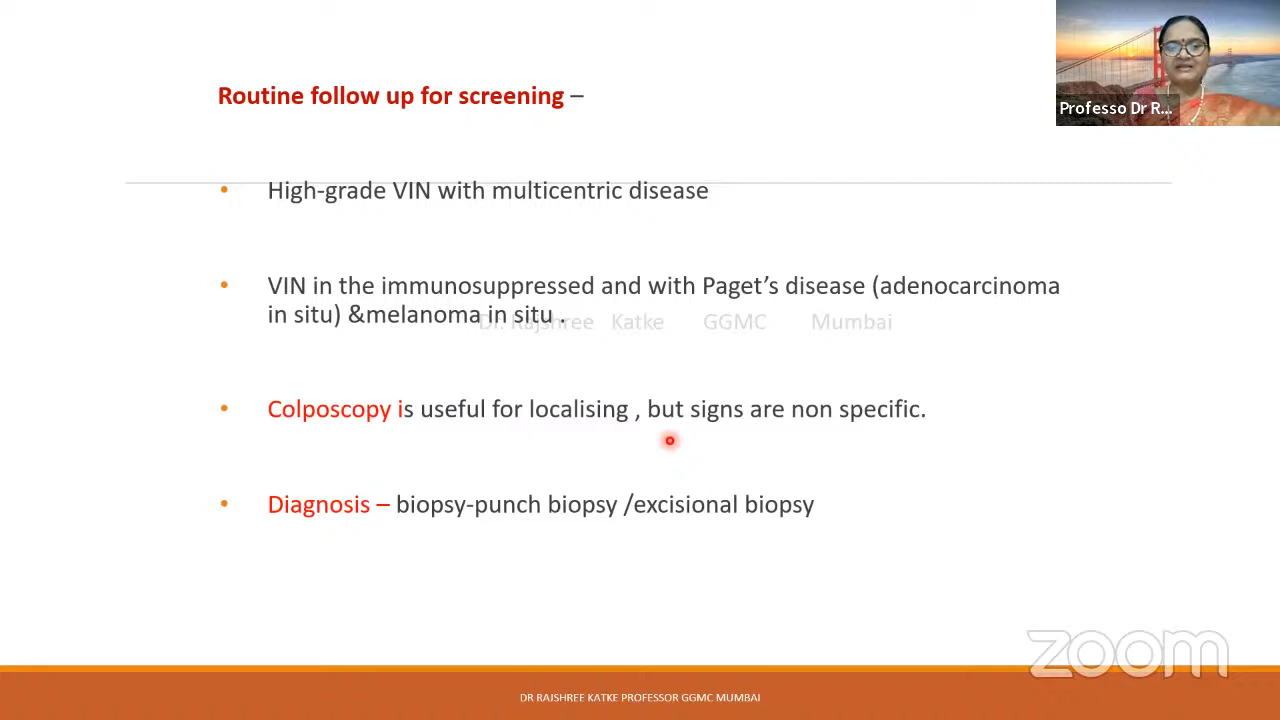 Professo Dr R...
Routine follow up for screening –
• High-grade VIN with multicentric disease
• VIN in the immunosuppressed and with Paget’s disease (adenocarcinoma
in situ) &melanoma in situ .
Dr. Rajshree Katke GGMC Mumbai
• Colposcopy is useful for localising , but signs are non specific.
• Diagnosis – biopsy-punch biopsy /excisional biopsy
zoom
DR RAJSHREE KATKE PROFESSOR GGMC MUMBAI